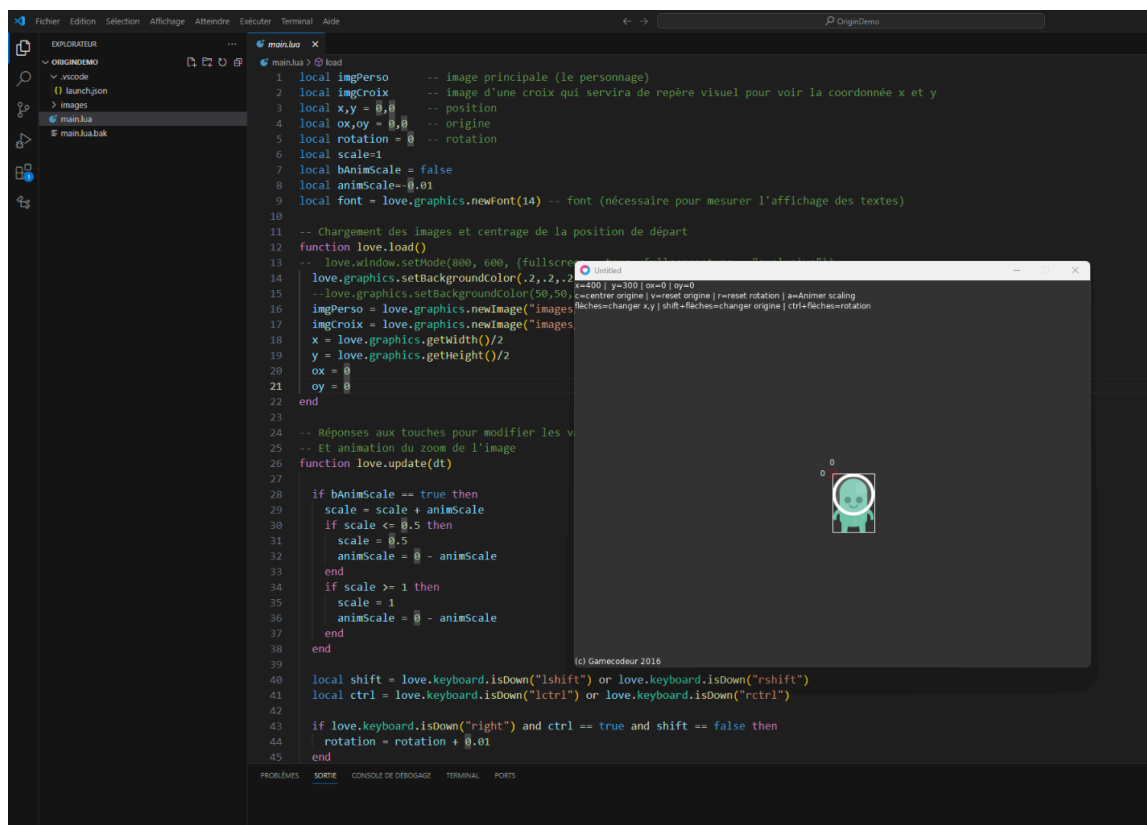 Fichier Edition Sélection Affichage Atteindre Exécuter Terminal Aide
OriginDemo
EXPLORATEUR
ORIGINDEMO
.vscode
{} launch.json
images
main.lua
main.lua.bak
main.lua
main.lua > load
1 local imgPerso -- image principale (le personnage)
2 local imgCroix -- image d'une croix qui servira de repère visuel pour voir la coordonnée x et y
3 local x,y = 0,0 -- position
4 local ox,oy = 0,0 -- origine
5 local rotation = 0 -- rotation
6 local scale=1
7 local bAnimScale = false
8 local animScale=-0.01
9 local font = love.graphics.newFont(14) -- font (nécessaire pour mesurer l'affichage des textes)
10
11 -- Chargement des images et centrage de la position de départ
12 function love.load()
13 -- love.window.setMode(800, 600, {fullscre
14 love.graphics.setBackgroundColor(.2,.2,.2
15 --love.graphics.setBackgroundColor(50,50,
16 imgPerso = love.graphics.newImage("images
17 imgCroix = love.graphics.newImage("images
18 x = love.graphics.getWidth()/2
19 y = love.graphics.getHeight()/2
20 ox = 0
21 oy = 0
22 end
23
24 -- Réponses aux touches pour modifier les v
25 -- Et animation du zoom de l'image
26 function love.update(dt)
27
28 if bAnimScale == true then
29 scale = scale + animScale
30 if scale <= 0.5 then
31 scale = 0.5
32 animScale = 0 - animScale
33 end
34 if scale >= 1 then
35 scale = 1
36 animScale = 0 - animScale
37 end
38 end
39
40 local shift = love.keyboard.isDown("lshift") or love.keyboard.isDown("rshift")
41 local ctrl = love.keyboard.isDown("lctrl") or love.keyboard.isDown("rctrl")
42
43 if love.keyboard.isDown("right") and ctrl == true and shift == false then
44 rotation = rotation + 0.01
45 end
Untitled
x=400 | y=300 | ox=0 | oy=0
c=centrer origine | v=reset origine | r=reset rotation | a=Animer scaling
flèches=changer x,y | shift+flèches=changer origine | ctrl+flèches=rotation
0
0
(c) Gamecodeur 2016
PROBLÈMES SORTIE CONSOLE DE DÉBOGAGE TERMINAL PORTS